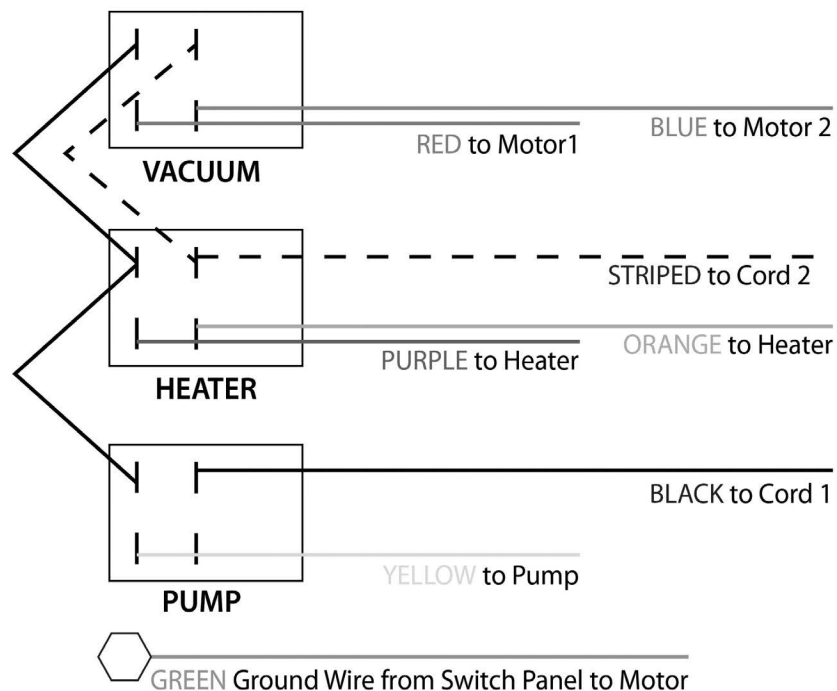 RED to Motor1
BLUE to Motor 2
VACUUM
STRIPED to Cord 2
PURPLE to Heater
ORANGE to Heater
HEATER
BLACK to Cord 1
YELLOW to Pump
PUMP
GREEN Ground Wire from Switch Panel to Motor